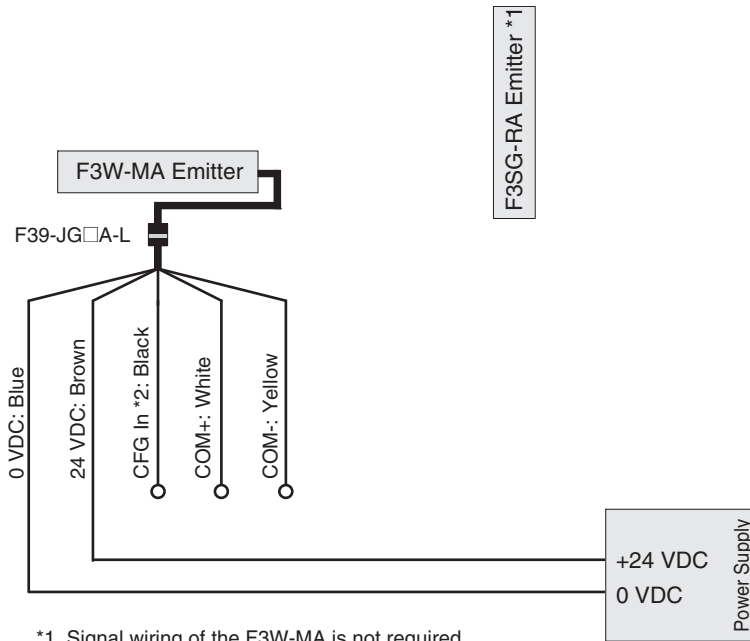 F3SG-RA Emitter *1
F3W-MA Emitter
F39-JG□A-L
0 VDC: Blue
24 VDC: Brown
CFG In *2: Black
COM+: White
COM-: Yellow
+24 VDC
0 VDC
Power Supply
*1. Signal wiring of the F3W-MA is not required.